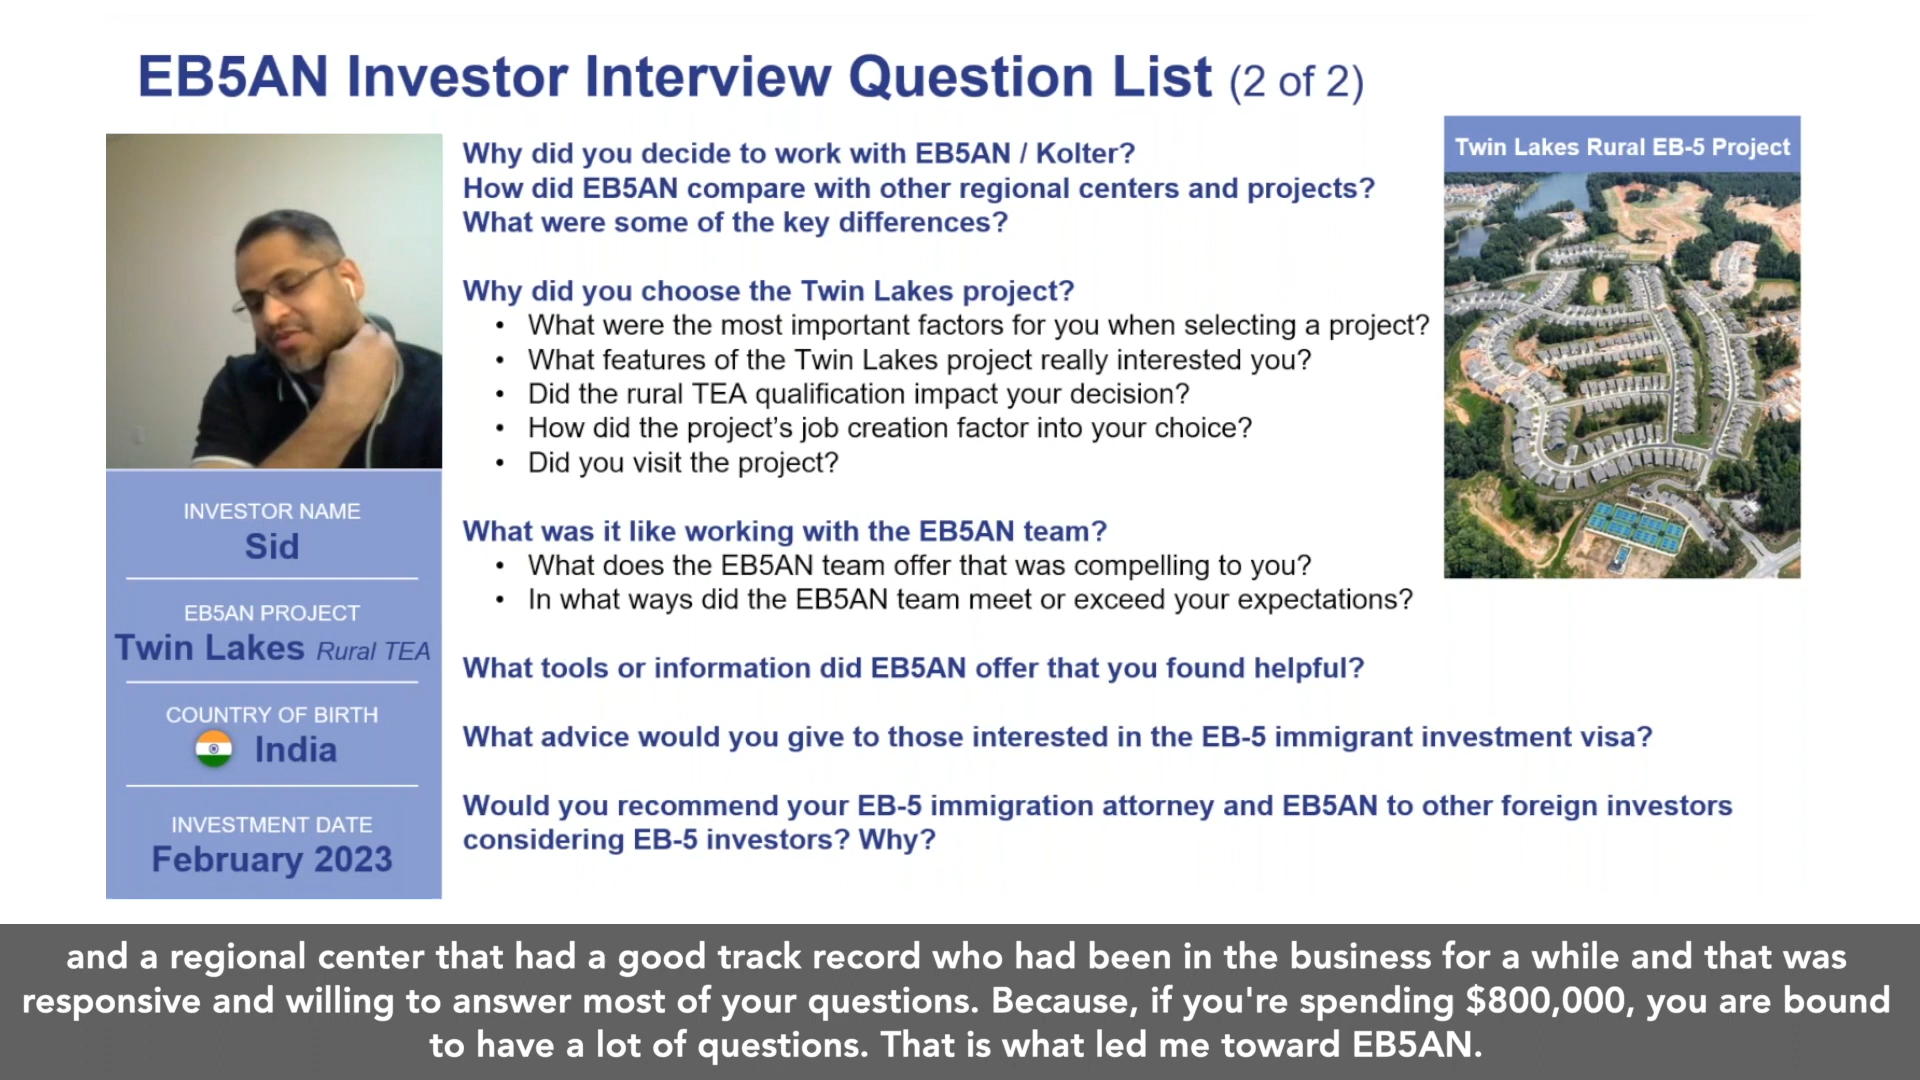 EB5AN Investor Interview Question List (2 of 2)
Why did you decide to work with EB5AN / Kolter?
How did EB5AN compare with other regional centers and projects?
What were some of the key differences?
Why did you choose the Twin Lakes project?
• What were the most important factors for you when selecting a project?
• What features of the Twin Lakes project really interested you?
• Did the rural TEA qualification impact your decision?
• How did the project's job creation factor into your choice?
• Did you visit the project?
What was it like working with the EB5AN team?
• What does the EB5AN team offer that was compelling to you?
• In what ways did the EB5AN team meet or exceed your expectations?
What tools or information did EB5AN offer that you found helpful?
What advice would you give to those interested in the EB-5 immigrant investment visa?
Would you recommend your EB-5 immigration attorney and EB5AN to other foreign investors
considering EB-5 investors? Why?
Twin Lakes Rural EB-5 Project
INVESTOR NAME
Sid
EB5AN PROJECT
Twin Lakes Rural TEA
COUNTRY OF BIRTH
India
INVESTMENT DATE
February 2023
and a regional center that had a good track record who had been in the business for a while and that was
responsive and willing to answer most of your questions. Because, if you're spending $800,000, you are bound
to have a lot of questions. That is what led me toward EB5AN.